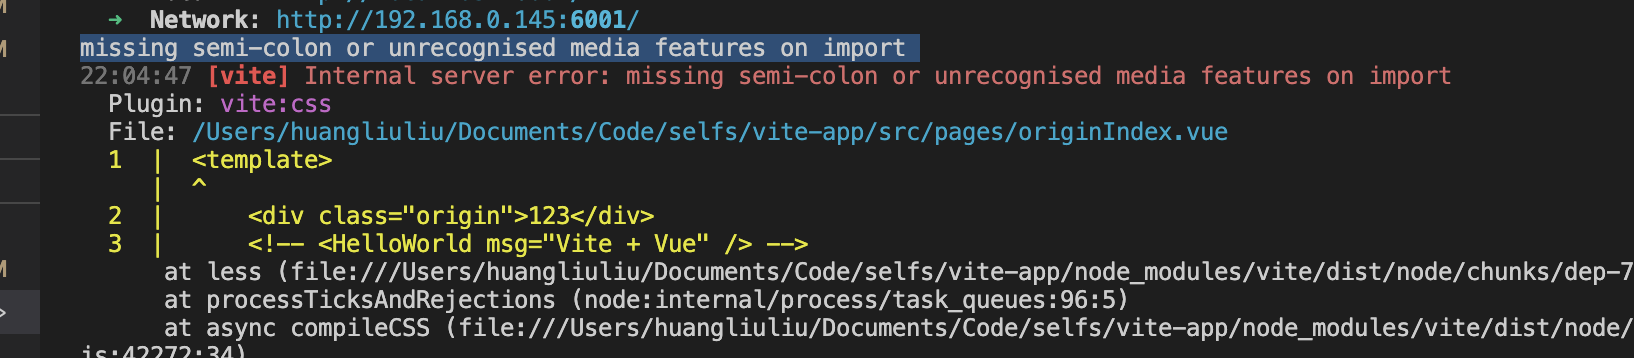 ➜  Network: http://192.168.0.145:6001/
missing semi-colon or unrecognised media features on import
22:04:47 [vite] Internal server error: missing semi-colon or unrecognised media features on import
  Plugin: vite:css
  File: /Users/huangliuliu/Documents/Code/selfs/vite-app/src/pages/originIndex.vue
  1  |  <template>
     |  ^
  2  |      <div class="origin">123</div>
  3  |      <!-- <HelloWorld msg="Vite + Vue" /> -->
      at less (file:///Users/huangliuliu/Documents/Code/selfs/vite-app/node_modules/vite/dist/node/chunks/dep-7
      at processTicksAndRejections (node:internal/process/task_queues:96:5)
      at async compileCSS (file:///Users/huangliuliu/Documents/Code/selfs/vite-app/node_modules/vite/dist/node/
js:42272:34)